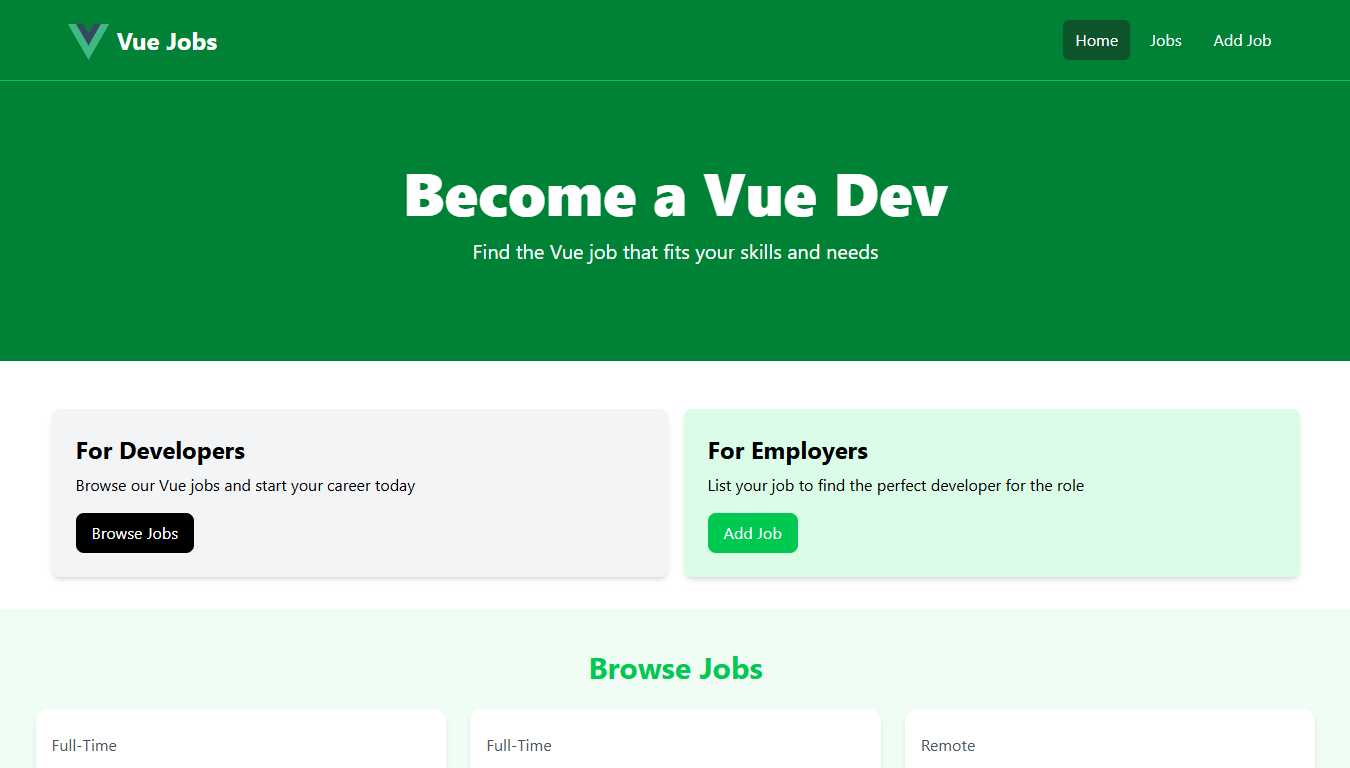 Vue Jobs
Home
Jobs
Add Job
Become a Vue Dev
Find the Vue job that fits your skills and needs
For Developers
Browse our Vue jobs and start your career today
Browse Jobs
For Employers
List your job to find the perfect developer for the role
Add Job
Browse Jobs
Full-Time
Full-Time
Remote